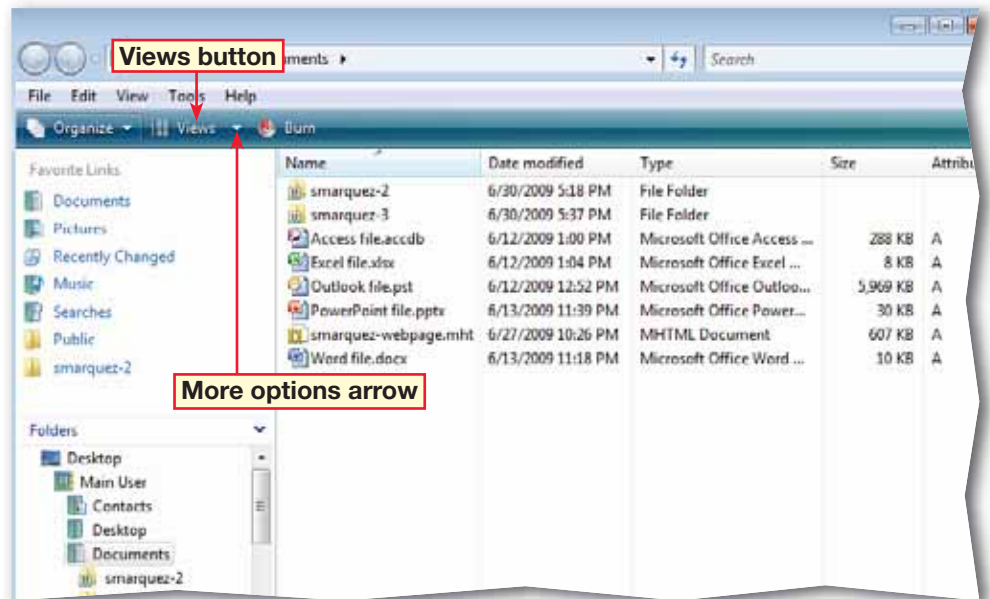 Views button
uments
Search
File Edit View Tools Help
Organize Views Burn
Favorite Links
Documents
Pictures
Recently Changed
Music
Searches
Public
smarquez-2
More options arrow
Folders
Desktop
Main User
Contacts
Desktop
Documents
smarquez-2
Name Date modified Type Size Attribu
smarquez-2 6/30/2009 5:18 PM File Folder
smarquez-3 6/30/2009 5:37 PM File Folder
Access file.accdb 6/12/2009 1:00 PM Microsoft Office Access ... 288 KB A
Excel file.xlsx 6/12/2009 1:04 PM Microsoft Office Excel ... 8 KB A
Outlook file.pst 6/12/2009 12:52 PM Microsoft Office Outloo... 5,969 KB A
PowerPoint file.pptx 6/13/2009 11:39 PM Microsoft Office Power... 30 KB A
smarquez-webpage.mht 6/27/2009 10:26 PM MHTML Document 607 KB A
Word file.docx 6/13/2009 11:18 PM Microsoft Office Word ... 10 KB A